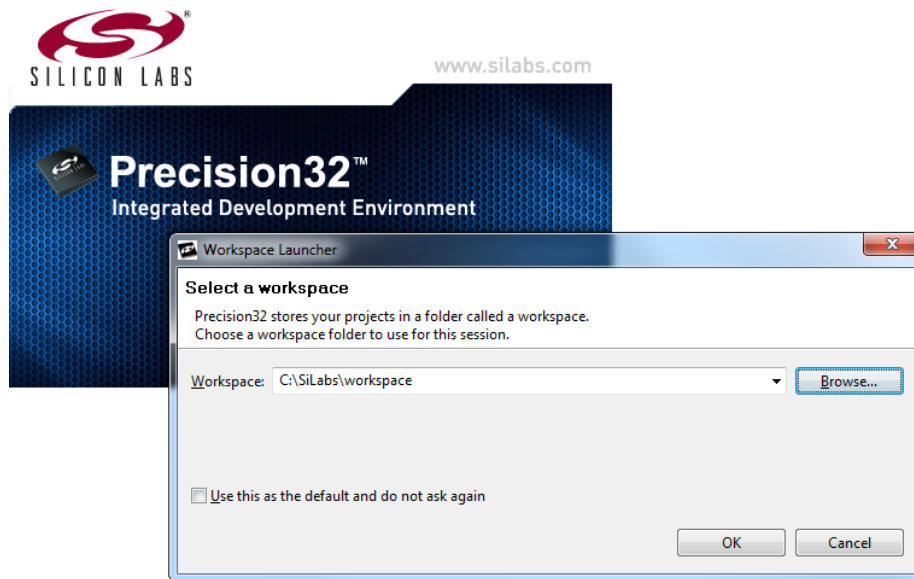 SILICON LABS
www.silabs.com
Precision32™
Integrated Development Environment
Workspace Launcher
Select a workspace
Precision32 stores your projects in a folder called a workspace.
Choose a workspace folder to use for this session.
Workspace: C:\SiLabs\workspace Browse...
Use this as the default and do not ask again
OK Cancel